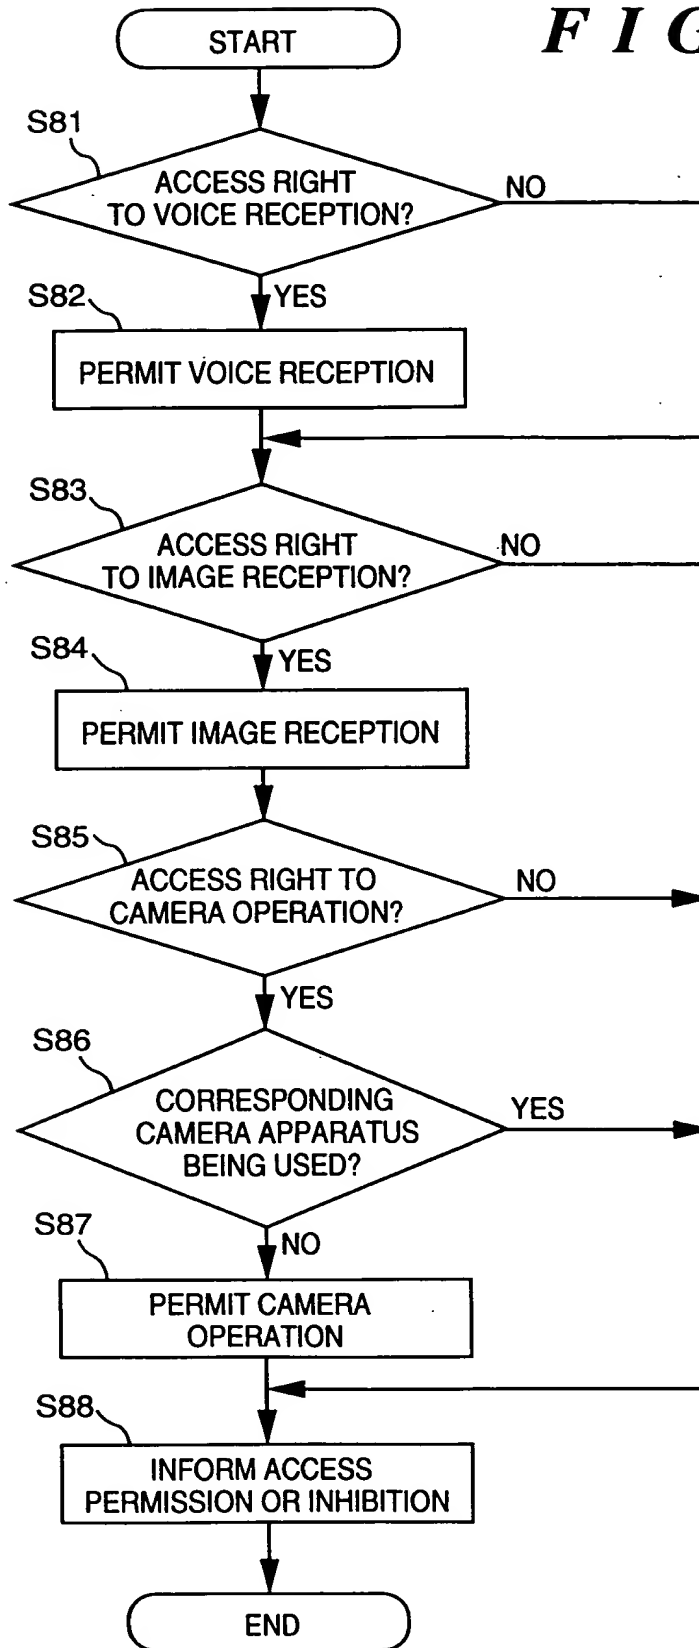 START
F I G
S81
ACCESS RIGHT
TO VOICE RECEPTION?
NO
YES
S82
PERMIT VOICE RECEPTION
S83
ACCESS RIGHT
TO IMAGE RECEPTION?
NO
YES
S84
PERMIT IMAGE RECEPTION
S85
ACCESS RIGHT TO
CAMERA OPERATION?
NO
YES
S86
CORRESPONDING
CAMERA APPARATUS
BEING USED?
YES
NO
S87
PERMIT CAMERA
OPERATION
S88
INFORM ACCESS
PERMISSION OR INHIBITION
END